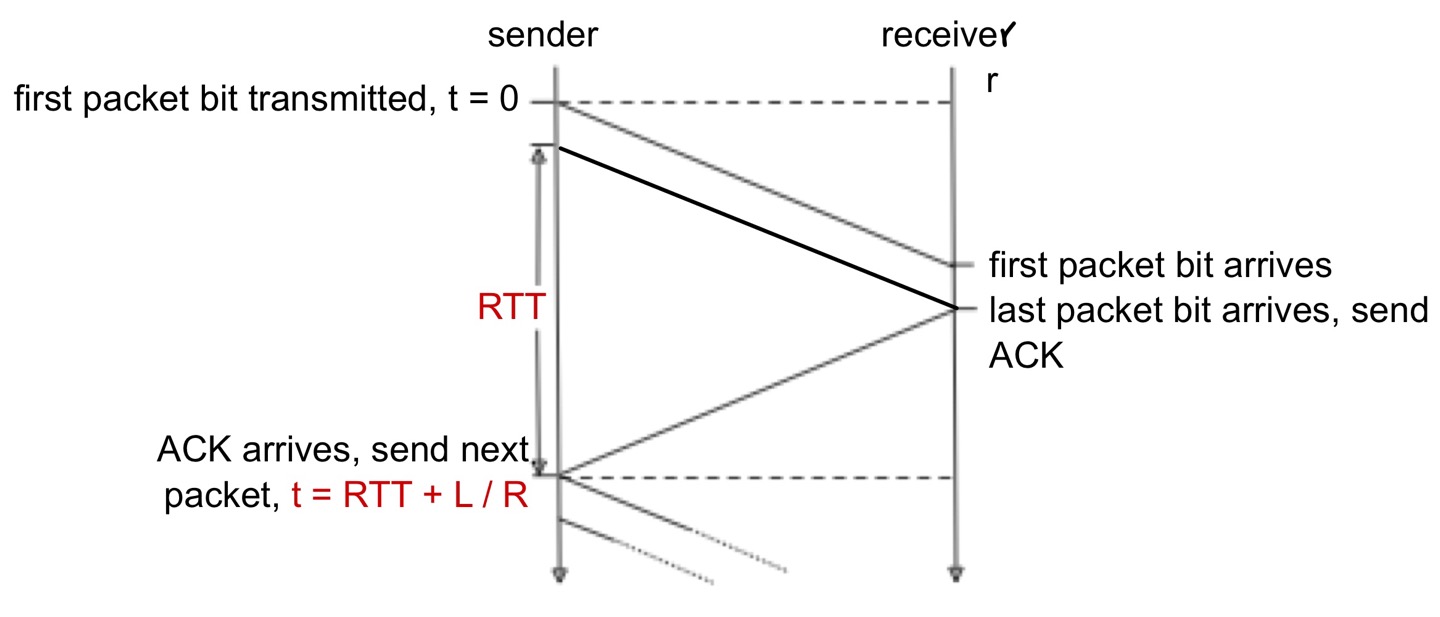 sender
receiver
r
first packet bit transmitted, t = 0
first packet bit arrives
RTT
last packet bit arrives, send
ACK
ACK arrives, send next
packet, t = RTT + L / R